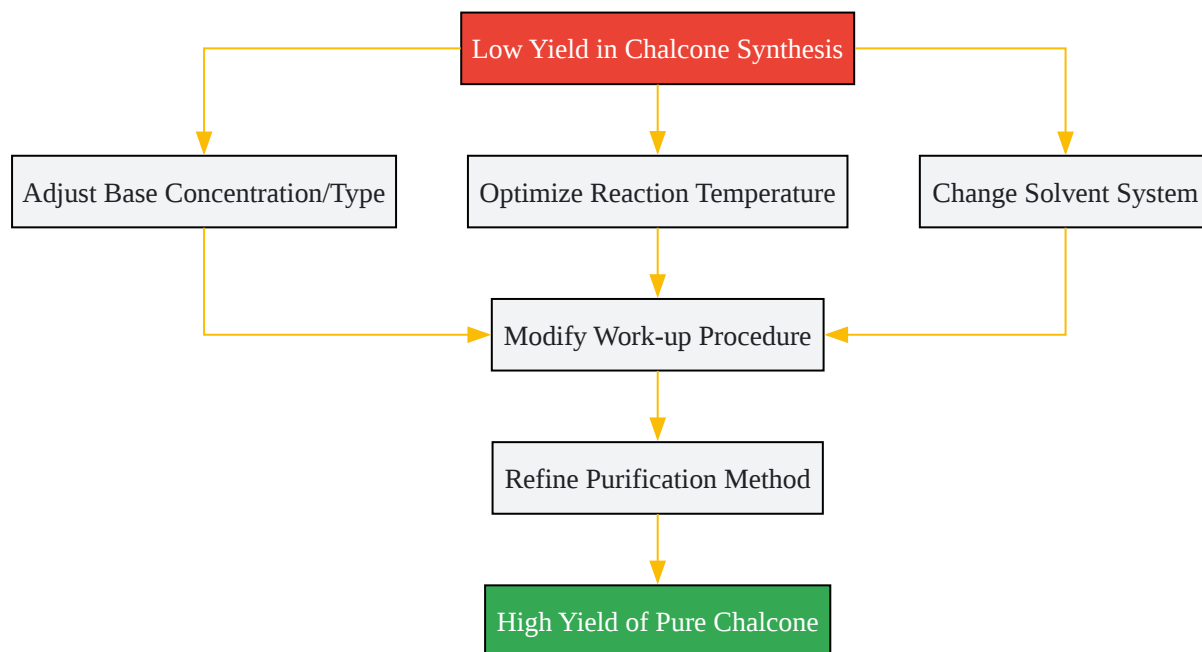 Low Yield in Chalcone Synthesis
Adjust Base Concentration/Type
Optimize Reaction Temperature
Change Solvent System
Modify Work-up Procedure
Refine Purification Method
High Yield of Pure Chalcone